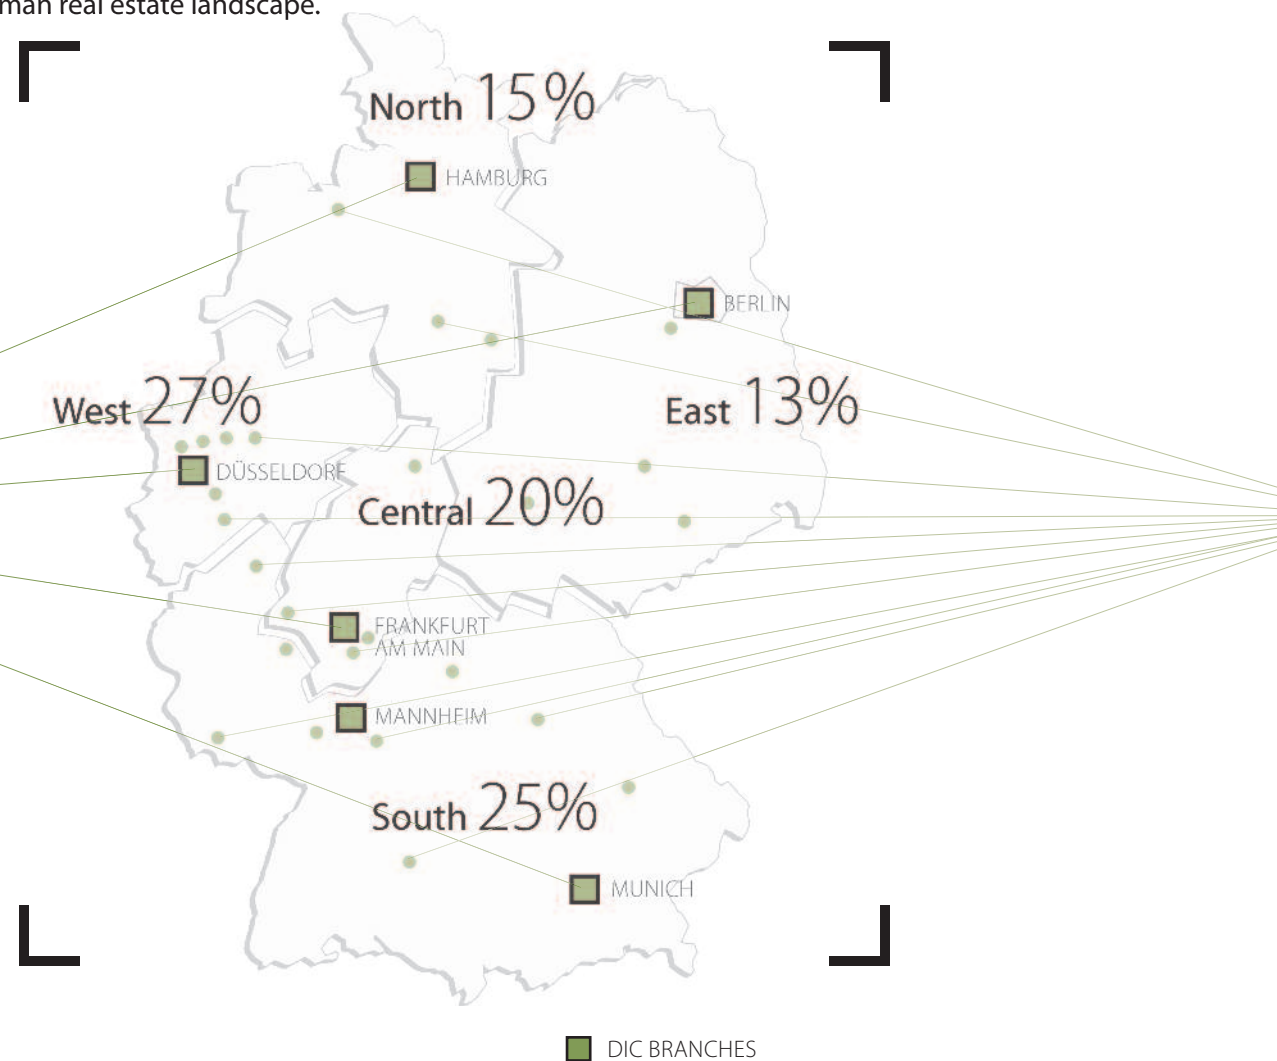 man real estate landscape.
North 15%
HAMBURG
BERLIN
West 27%
East 13%
DÜSSELDORF
Central 20%
FRANKFURT
AM MAIN
MANNHEIM
South 25%
MUNICH
DIC BRANCHES